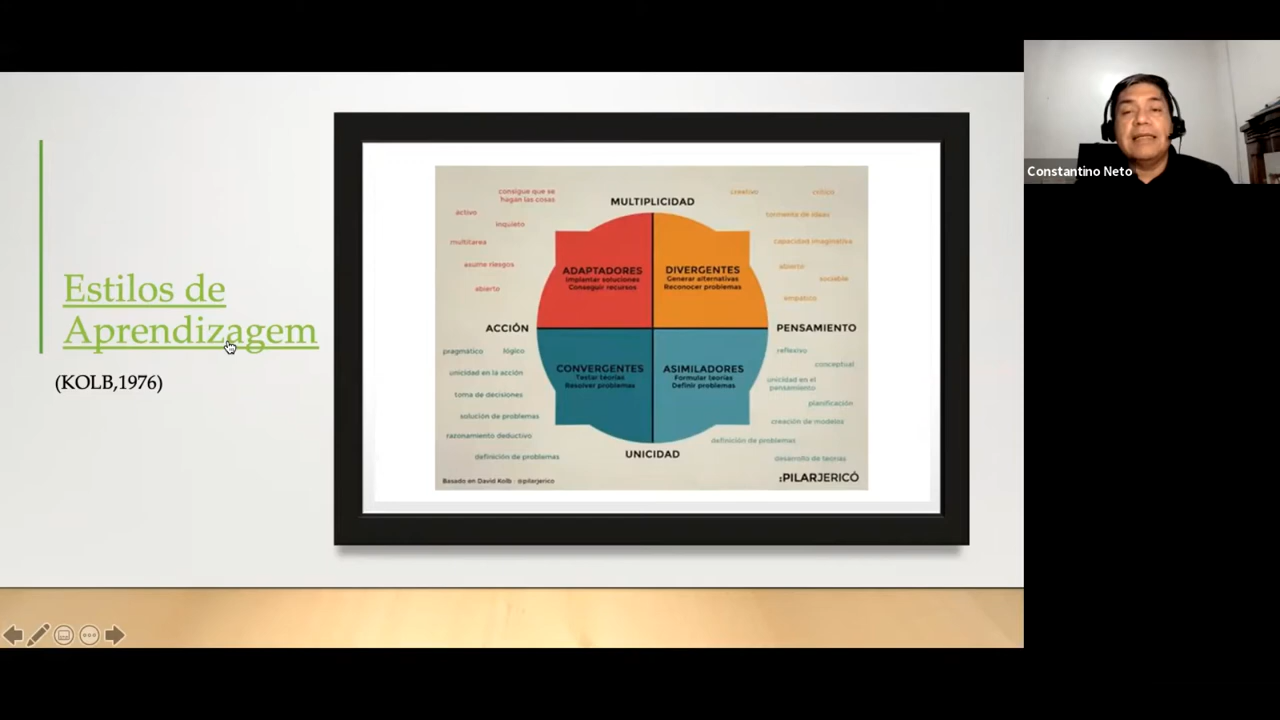 Estilos de
Aprendizagem
(KOLB,1976)
MULTIPLICIDAD
consigue que se
hagan las cosas
activo
inquieto
multitarea
asume riesgos
abierto
creativo
crítico
tormenta de ideas
capacidad imaginativa
abierto
sociable
empático
ADAPTADORES
Implantar soluciones
Conseguir recursos
DIVERGENTES
Generar alternativas
Reconocer problemas
ACCIÓN
PENSAMIENTO
CONVERGENTES
Testar teorías
Resolver problemas
ASIMILADORES
Formular teorías
Definir problemas
pragmático
lógico
unicidad en la acción
toma de decisiones
solución de problemas
razonamiento deductivo
definición de problemas
reflexivo
conceptual
unicidad en el
pensamiento
planificación
creación de modelos
definición de problemas
desarrollo de teorías
UNICIDAD
Basado en David Kolb · @pilarjerico
:PILARJERICÓ
Constantino Neto